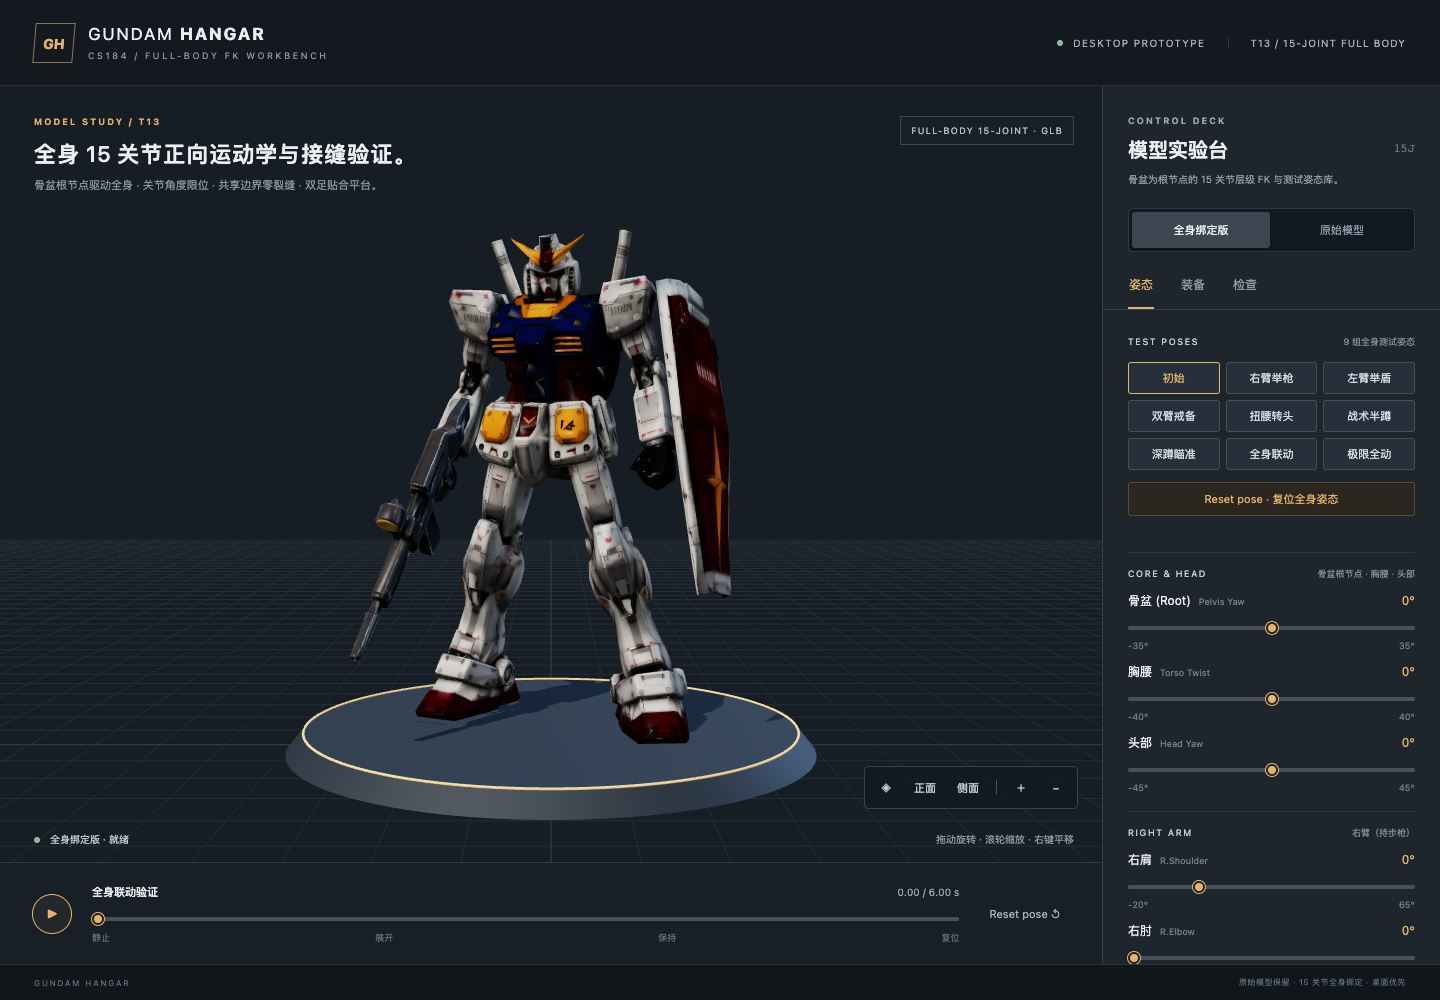 GH
GUNDAM HANGAR
CS184 / FULL-BODY FK WORKBENCH
DESKTOP PROTOTYPE
T13 / 15-JOINT FULL BODY
MODEL STUDY / T13
全身 15 关节正向运动学与接缝验证。
骨盆根节点驱动全身 · 关节角度限位 · 共享边界零裂缝 · 双足贴合平台。
FULL-BODY 15-JOINT · GLB
正面
侧面
+
−
全身绑定版 · 就绪
拖动旋转 · 滚轮缩放 · 右键平移
全身联动验证
0.00 / 6.00 s
静止
展开
保持
复位
Reset pose ↺
CONTROL DECK
模型实验台
15J
骨盆为根节点的 15 关节层级 FK 与测试姿态库。
全身绑定版
原始模型
姿态
装备
检查
TEST POSES
9 组全身测试姿态
初始
右臂举枪
左臂举盾
双臂戒备
扭腰转头
战术半蹲
深蹲瞄准
全身联动
极限全动
Reset pose · 复位全身姿态
CORE & HEAD
骨盆根节点 · 胸腰 · 头部
骨盆 (Root) Pelvis Yaw 0°
-35° 35°
胸腰 Torso Twist 0°
-40° 40°
头部 Head Yaw 0°
-45° 45°
RIGHT ARM
右臂（持步枪）
右肩 R.Shoulder 0°
-20° 65°
右肘 R.Elbow 0°
GUNDAM HANGAR
原始模型保留 · 15 关节全身绑定 · 桌面优先